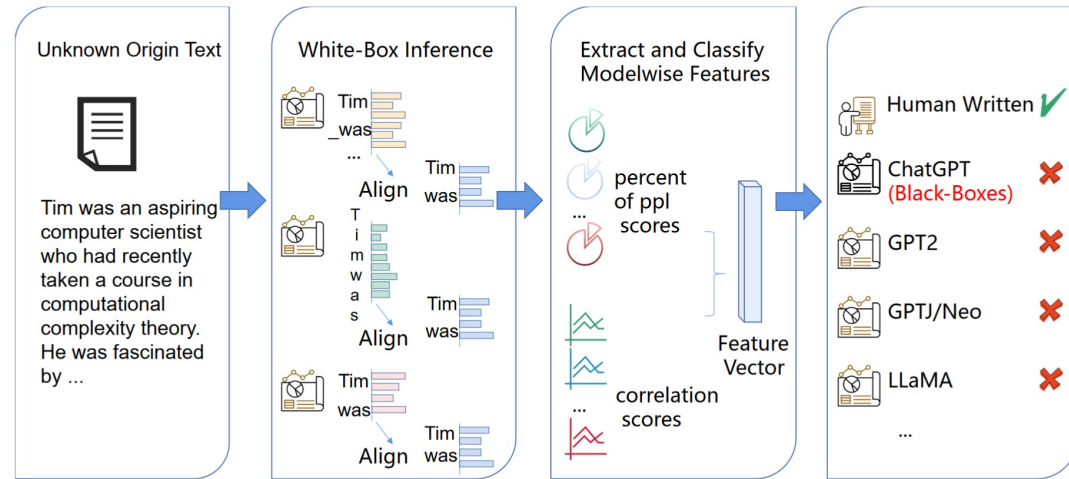 Unknown Origin Text
Tim was an aspiring
computer scientist
who had recently
taken a course in
computational
complexity theory.
He was fascinated
by ...
White-Box Inference
Tim
_was
...
Align
Tim
was
T
i
m
w
a
s
Align
Tim
was
Tim
was
Align
Tim
was
Extract and Classify
Modelwise Features
percent
of ppl
scores
...
correlation
scores
...
Feature
Vector
Human Written
ChatGPT
(Black-Boxes)
GPT2
GPTJ/Neo
LLaMA
...